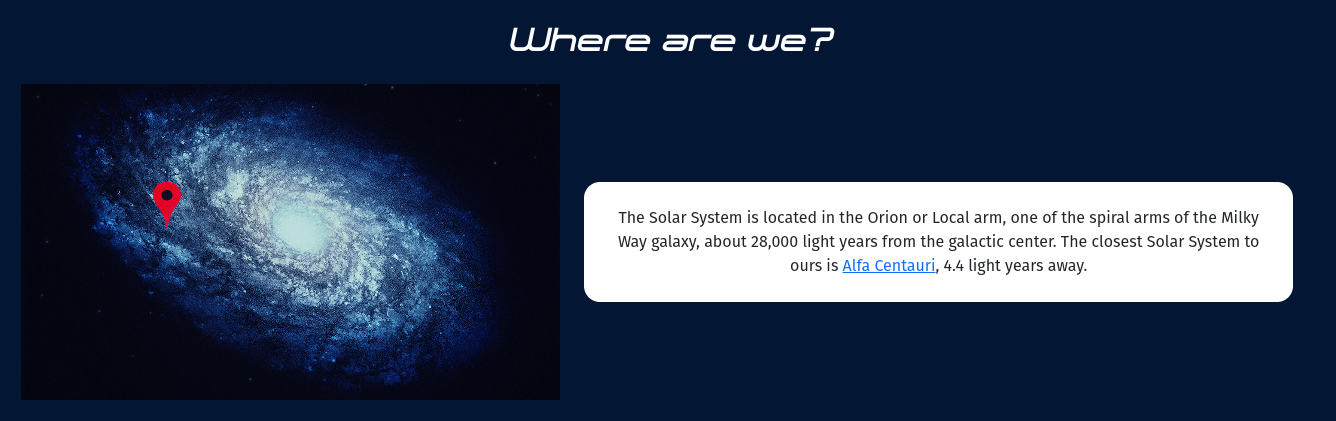 Where are we?
The Solar System is located in the Orion or Local arm, one of the spiral arms of the Milky
Way galaxy, about 28,000 light years from the galactic center. The closest Solar System to
ours is Alfa Centauri, 4.4 light years away.